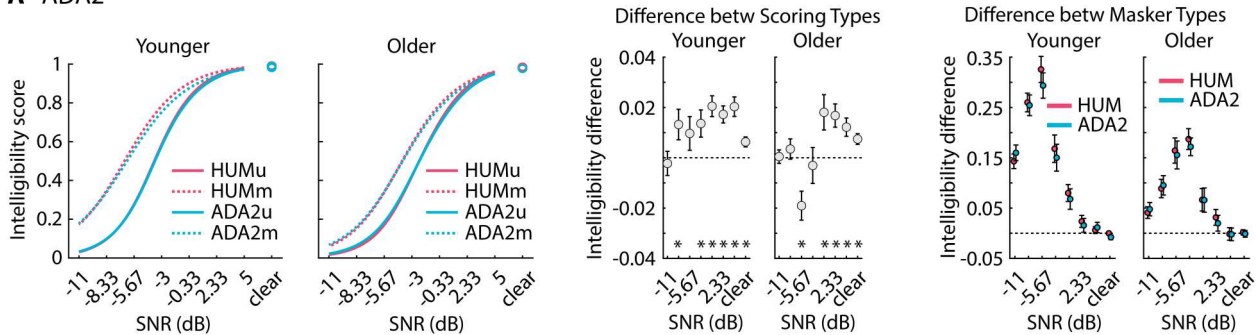 A ADA2
Younger
Older
Intelligibility score
1
0.8
0.6
0.4
0.2
0
HUMu
HUMm
ADA2u
ADA2m
HUMu
HUMm
ADA2u
ADA2m
-11
-8.33
-5.67
-3
-0.33
2.33
5
clear
-11
-8.33
-5.67
-3
-0.33
2.33
5
clear
SNR (dB)
SNR (dB)
Difference betw Scoring Types
Younger
Older
Intelligibility difference
0.04
0.02
0
-0.02
-0.04
* * * * * *
* * * * *
-11
-5.67
2.33
clear
-11
-5.67
2.33
clear
SNR (dB)
SNR (dB)
Difference betw Masker Types
Younger
Older
Intelligibility difference
0.35
0.25
0.15
0.05
-0.05
HUM
ADA2
HUM
ADA2
-11
-5.67
2.33
clear
-11
-5.67
2.33
clear
SNR (dB)
SNR (dB)